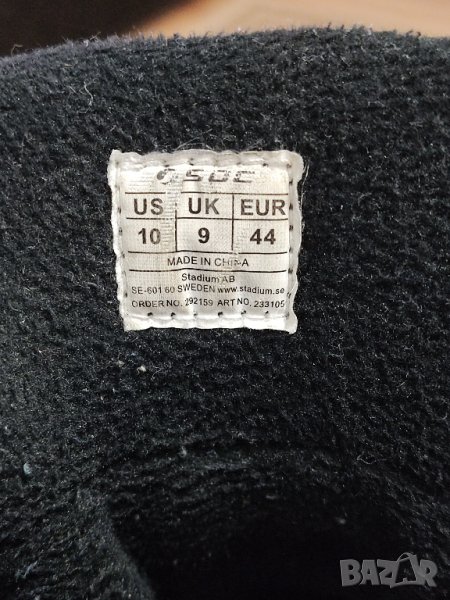 SOC
US UK EUR
10 9 44
MADE IN CHINA
Stadium AB
SE-601 60 SWEDEN www.stadium.se
ORDER NO. 292159 ART NO. 233105
BAZAR